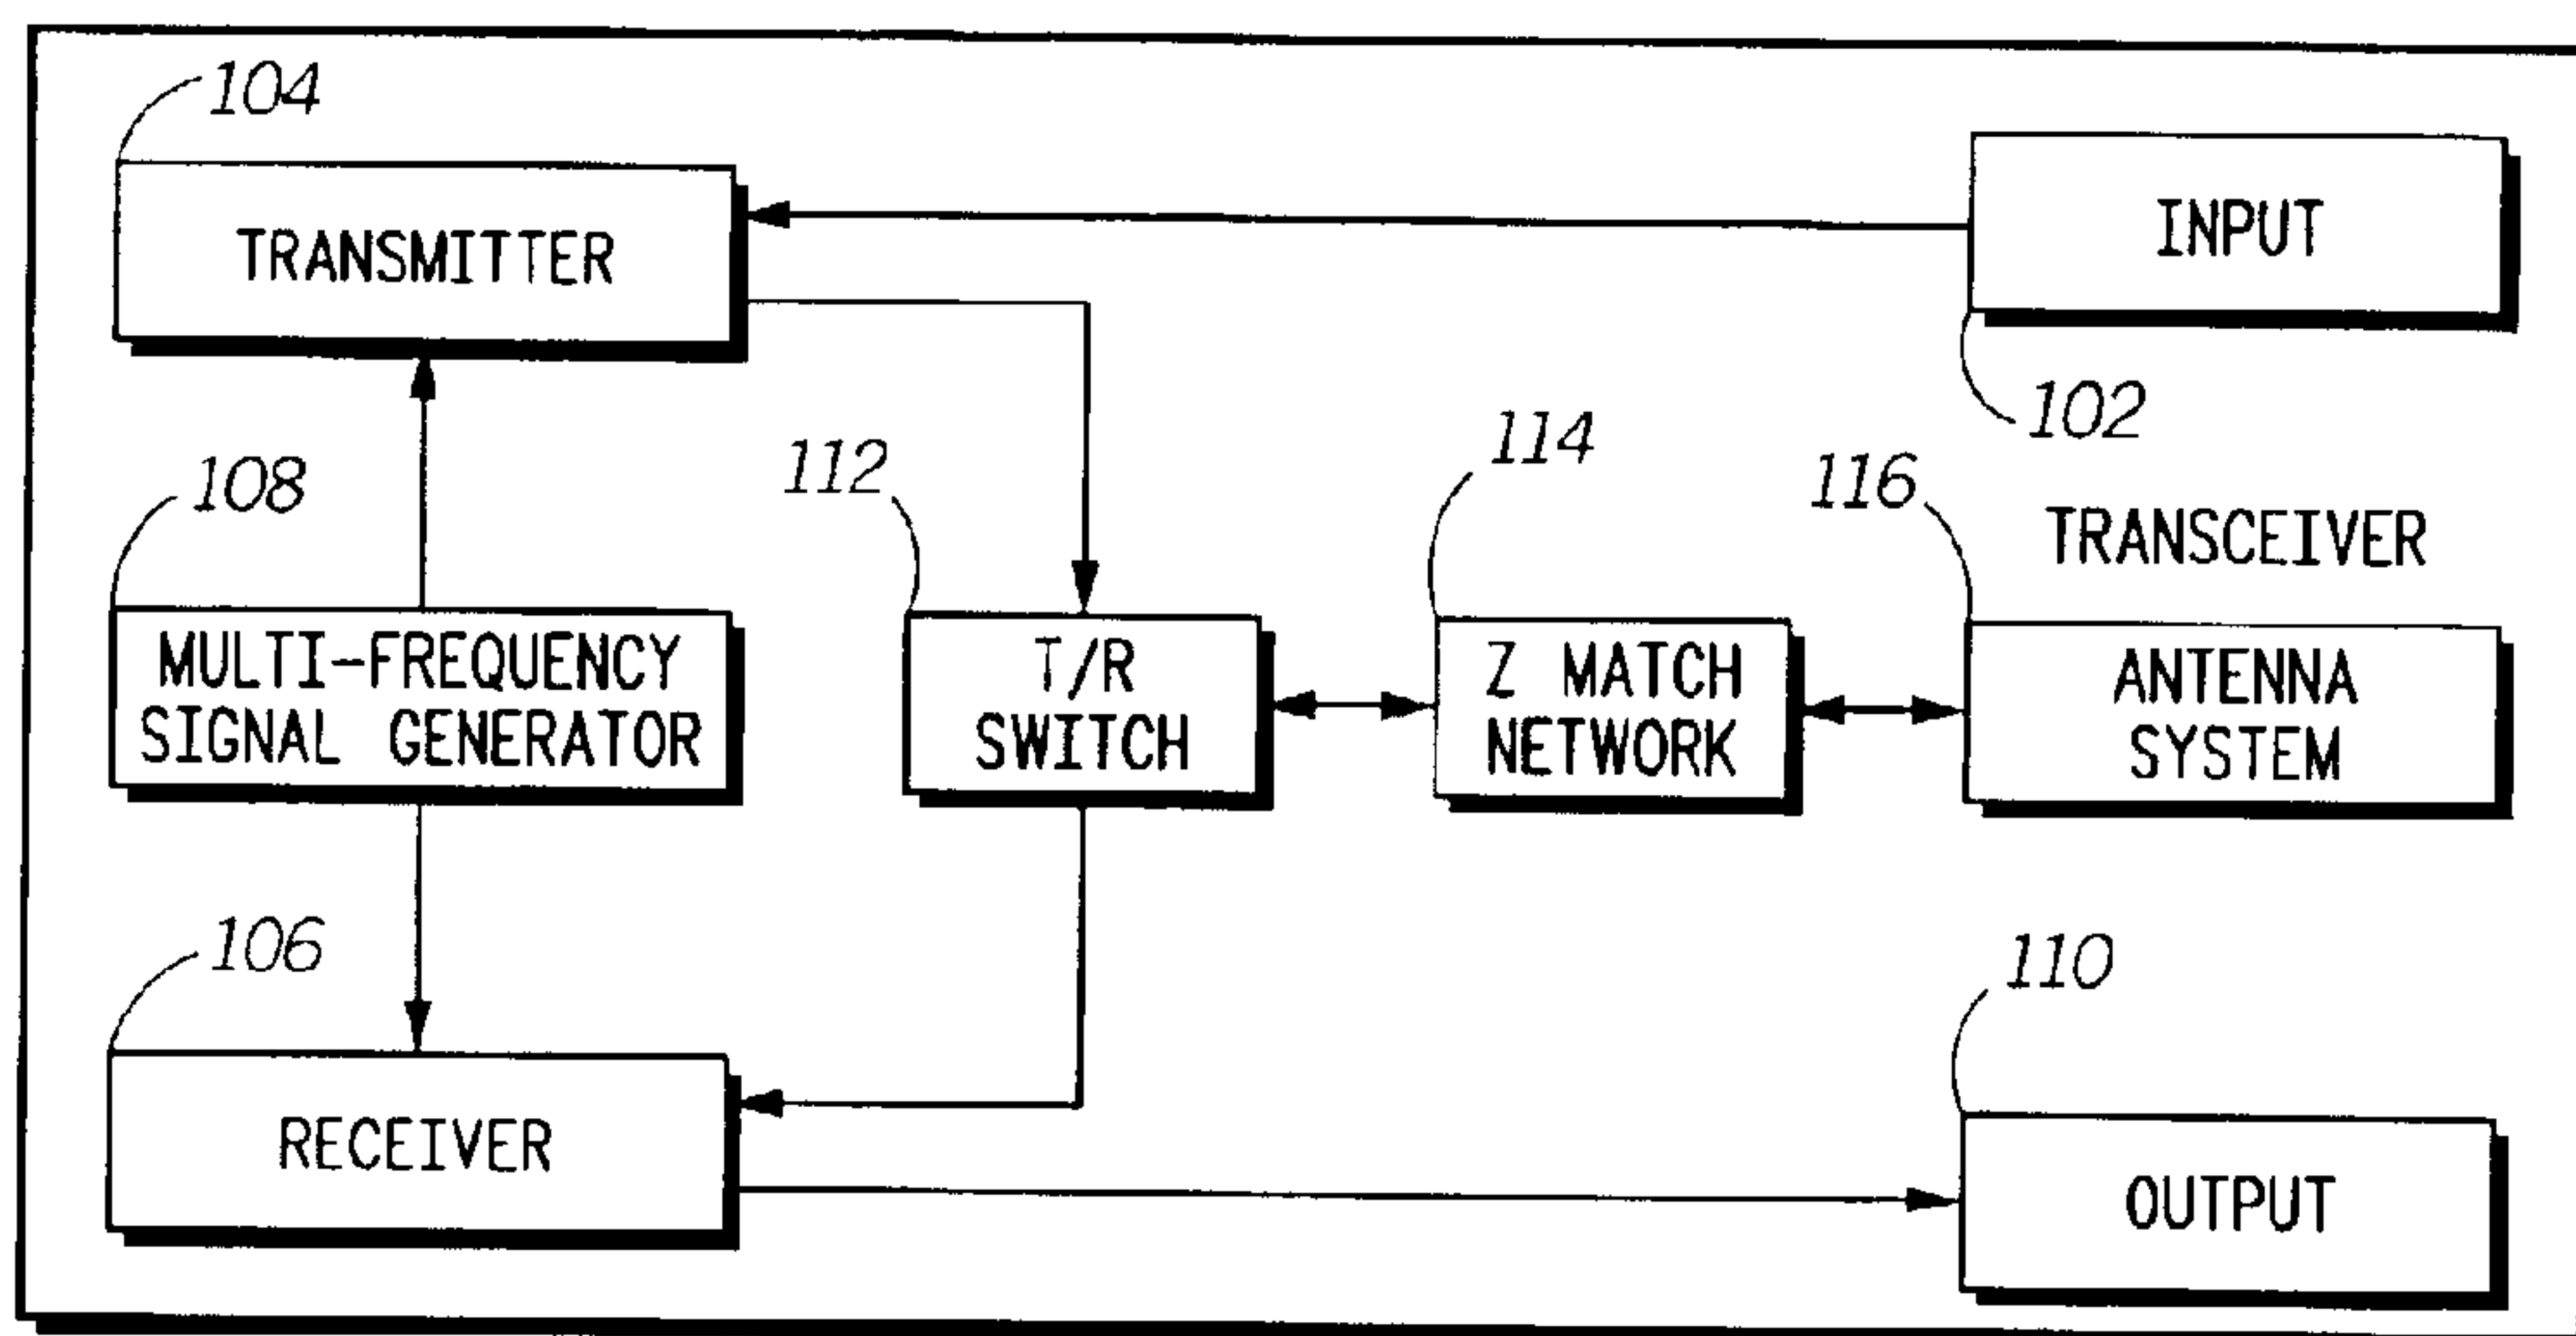 104
TRANSMITTER
INPUT
102
108
112
114
116
TRANSCEIVER
MULTI-FREQUENCY
SIGNAL GENERATOR
T/R
SWITCH
Z MATCH
NETWORK
ANTENNA
SYSTEM
106
110
RECEIVER
OUTPUT